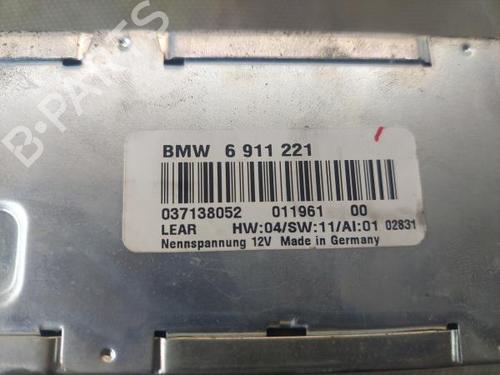 B-PARTS
BMW 6 911 221
037138052 011961 00
LEAR HW:04/SW:11/AI:01 02831
Nennspannung 12V Made in Germany